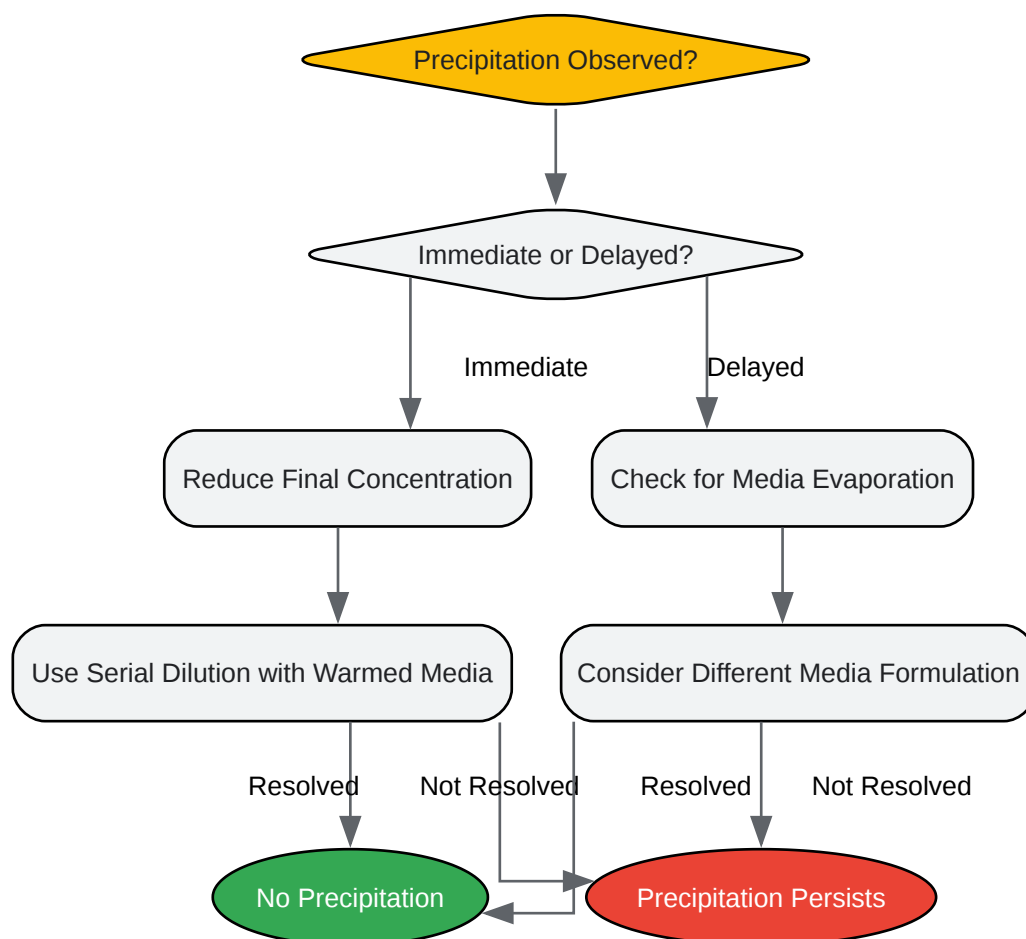 Precipitation Observed?
Immediate or Delayed?
Immediate
Delayed
Reduce Final Concentration
Check for Media Evaporation
Use Serial Dilution with Warmed Media
Consider Different Media Formulation
Resolved
Not Resolved
Resolved
Not Resolved
No Precipitation
Precipitation Persists